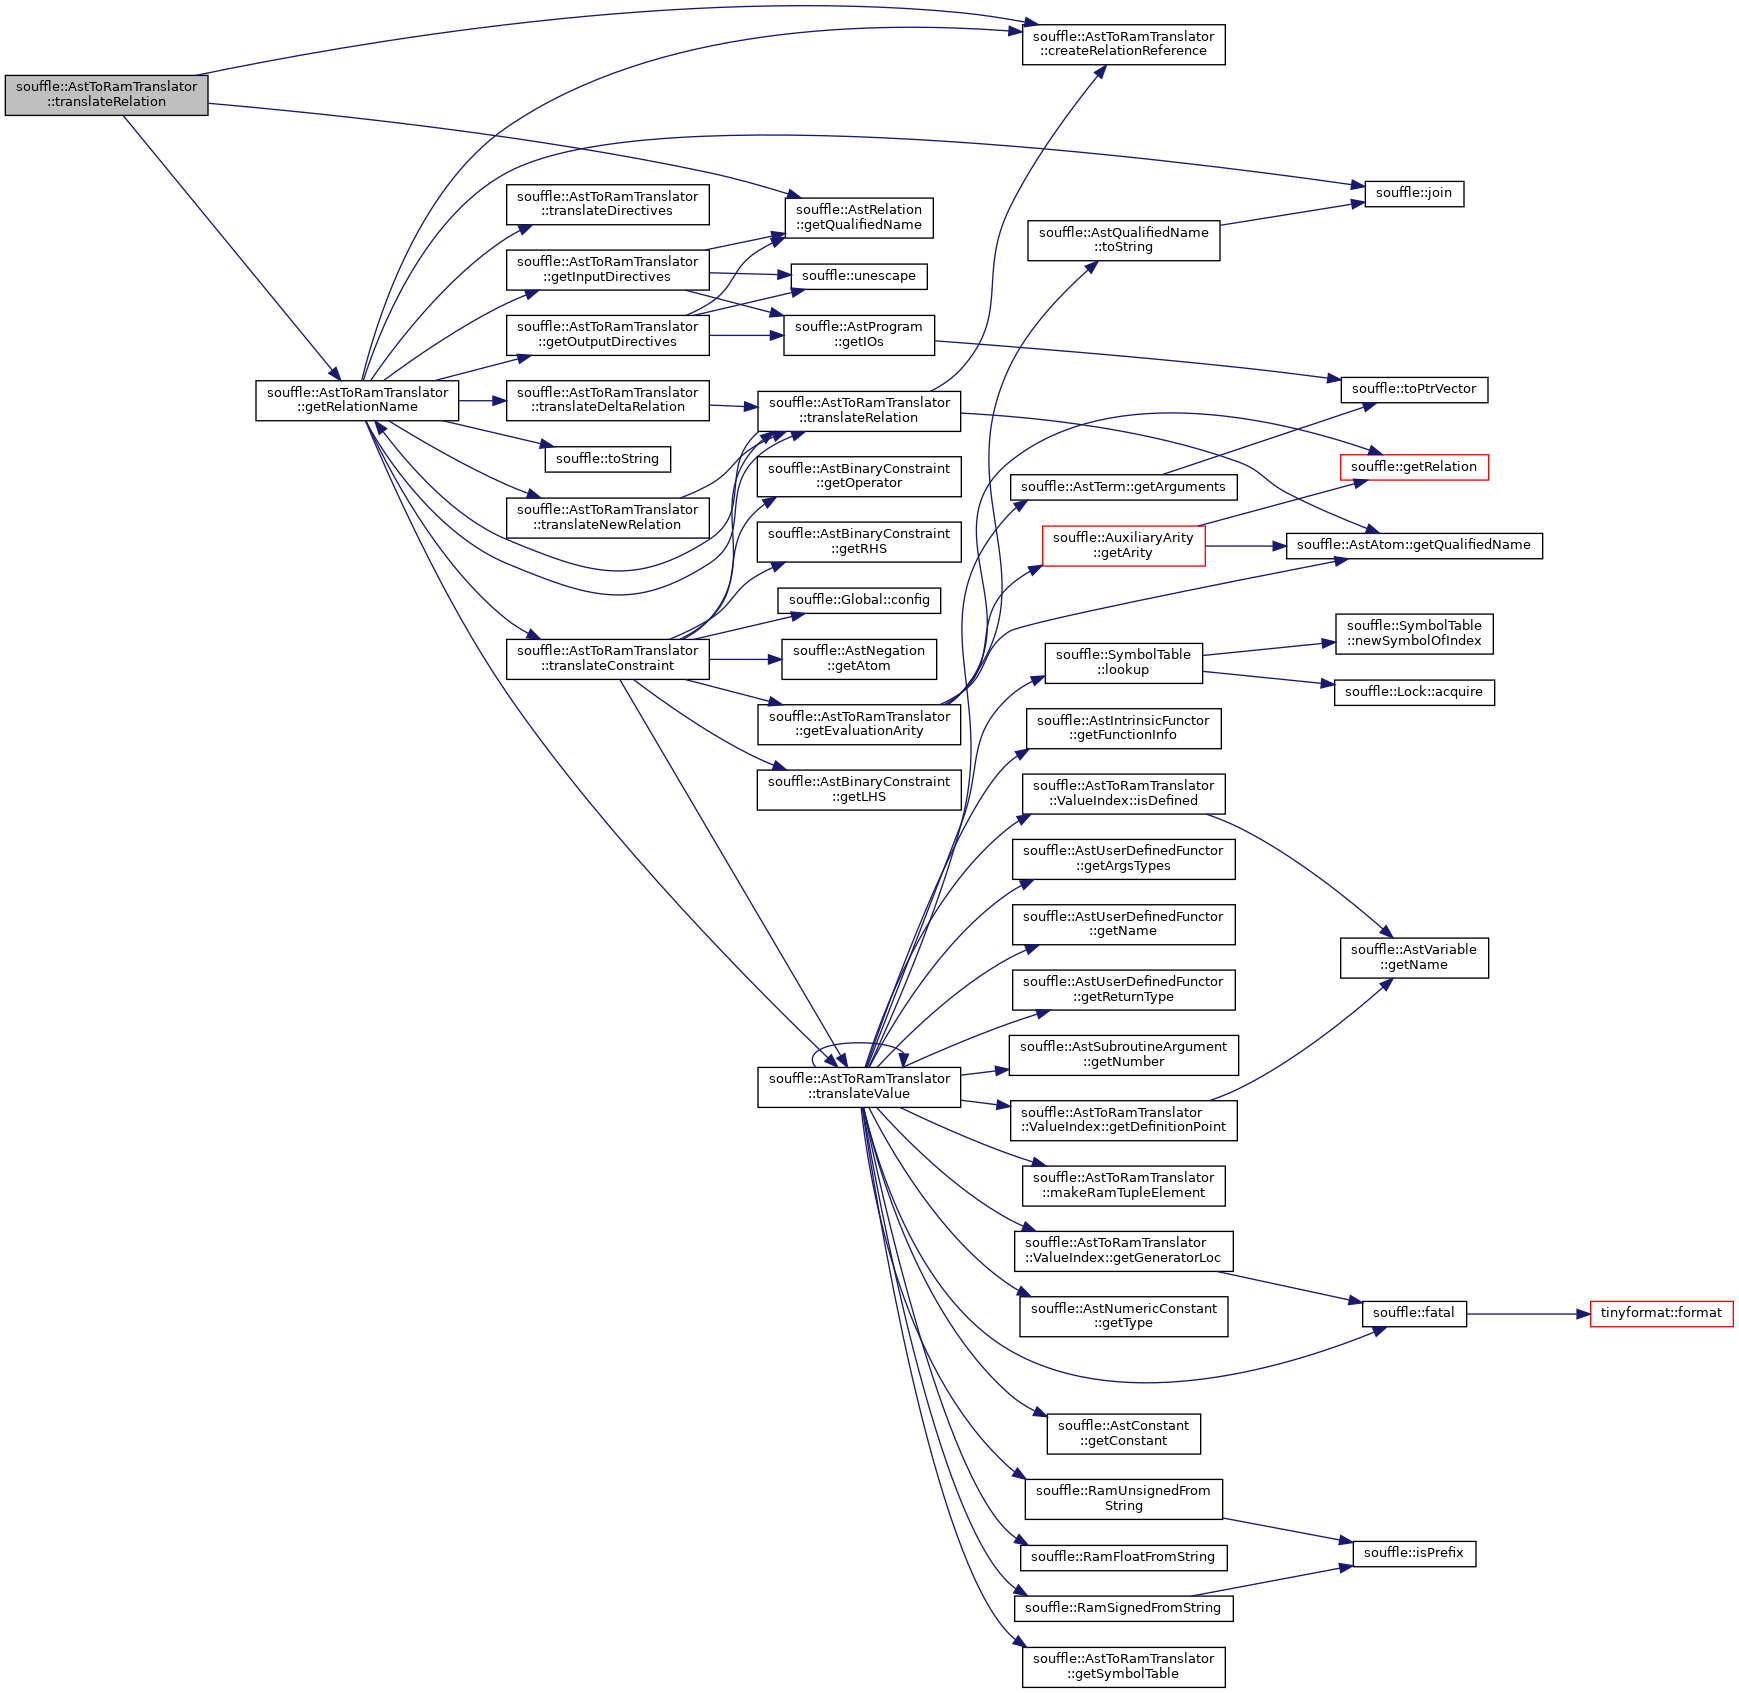 souffle::AstToRamTranslator
::translateRelation
souffle::AstToRamTranslator
::getRelationName
souffle::AstToRamTranslator
::translateDirectives
souffle::AstToRamTranslator
::getInputDirectives
souffle::AstToRamTranslator
::getOutputDirectives
souffle::AstToRamTranslator
::translateDeltaRelation
souffle::toString
souffle::AstToRamTranslator
::translateNewRelation
souffle::AstToRamTranslator
::translateConstraint
souffle::AstRelation
::getQualifiedName
souffle::unescape
souffle::AstProgram
::getIOs
souffle::AstToRamTranslator
::translateRelation
souffle::AstBinaryConstraint
::getOperator
souffle::AstBinaryConstraint
::getRHS
souffle::Global::config
souffle::AstNegation
::getAtom
souffle::AstToRamTranslator
::getEvaluationArity
souffle::AstBinaryConstraint
::getLHS
souffle::AstToRamTranslator
::translateValue
souffle::AstToRamTranslator
::createRelationReference
souffle::AstQualifiedName
::toString
souffle::AstTerm::getArguments
souffle::AuxiliaryArity
::getArity
souffle::SymbolTable
::lookup
souffle::AstIntrinsicFunctor
::getFunctionInfo
souffle::AstToRamTranslator
::ValueIndex::isDefined
souffle::AstUserDefinedFunctor
::getArgsTypes
souffle::AstUserDefinedFunctor
::getName
souffle::AstUserDefinedFunctor
::getReturnType
souffle::AstSubroutineArgument
::getNumber
souffle::AstToRamTranslator
::ValueIndex::getDefinitionPoint
souffle::AstToRamTranslator
::makeRamTupleElement
souffle::AstToRamTranslator
::ValueIndex::getGeneratorLoc
souffle::AstNumericConstant
::getType
souffle::AstConstant
::getConstant
souffle::RamUnsignedFrom
String
souffle::RamFloatFromString
souffle::RamSignedFromString
souffle::AstToRamTranslator
::getSymbolTable
souffle::join
souffle::toPtrVector
souffle::getRelation
souffle::AstAtom::getQualifiedName
souffle::SymbolTable
::newSymbolOfIndex
souffle::Lock::acquire
souffle::AstVariable
::getName
souffle::fatal
souffle::isPrefix
tinyformat::format